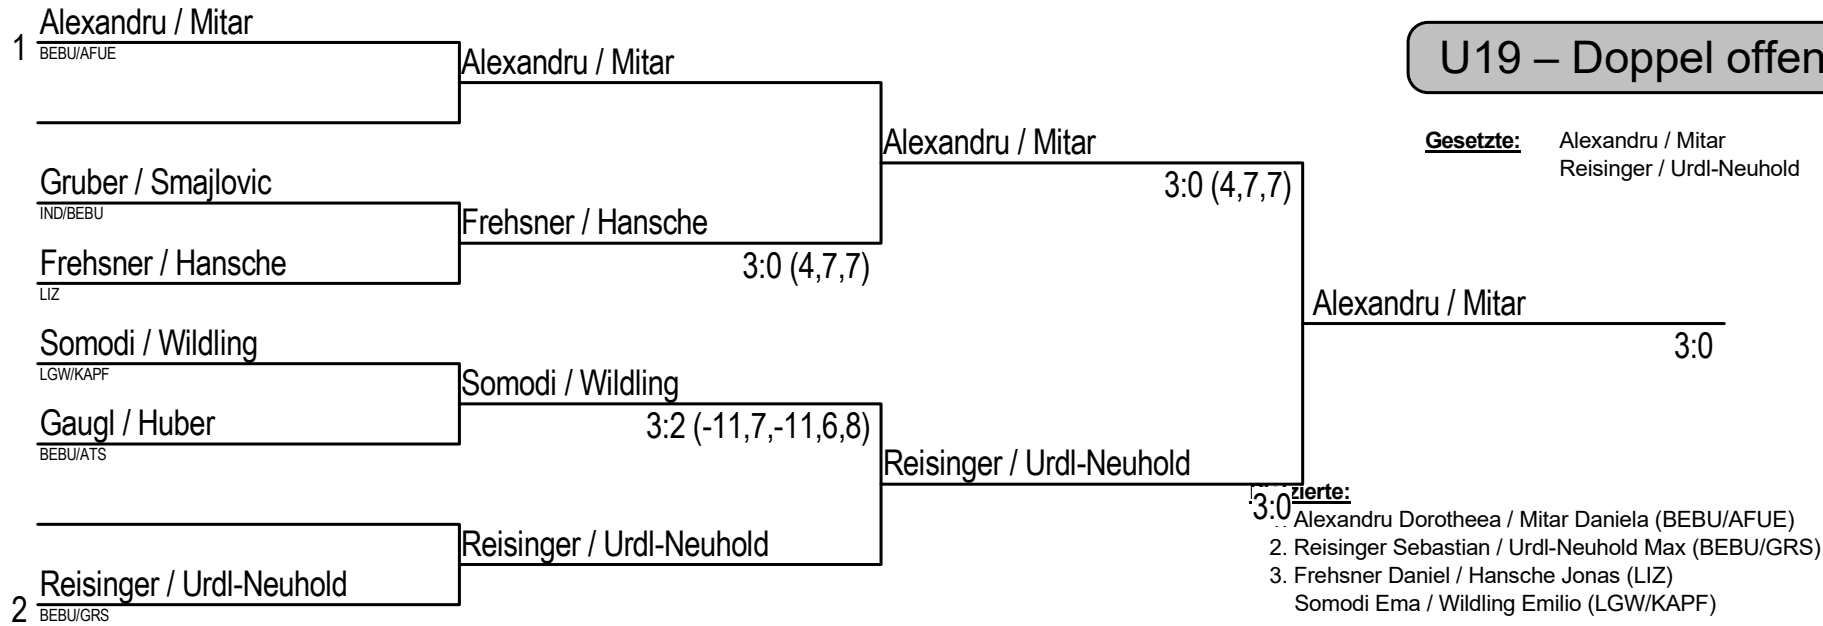 U19 – Doppel offen
Gesetzte: Alexandru / Mitar
Reisinger / Urdl-Neuhold
1 Alexandru / Mitar
BEBU/AFUE
Gruber / Smajlovic
IND/BEBU
Frehsner / Hansche
LIZ
Somodi / Wildling
LGW/KAPF
Gaugl / Huber
BEBU/ATS
2 Reisinger / Urdl-Neuhold
BEBU/GRS
Alexandru / Mitar
Frehsner / Hansche
3:0 (4,7,7)
Somodi / Wildling
3:2 (-11,7,-11,6,8)
Reisinger / Urdl-Neuhold
Alexandru / Mitar
3:0 (4,7,7)
Reisinger / Urdl-Neuhold
3:0
Alexandru / Mitar
3:0
Alexandru Dorotheea / Mitar Daniela (BEBU/AFUE)
2. Reisinger Sebastian / Urdl-Neuhold Max (BEBU/GRS)
3. Frehsner Daniel / Hansche Jonas (LIZ)
Somodi Ema / Wildling Emilio (LGW/KAPF)